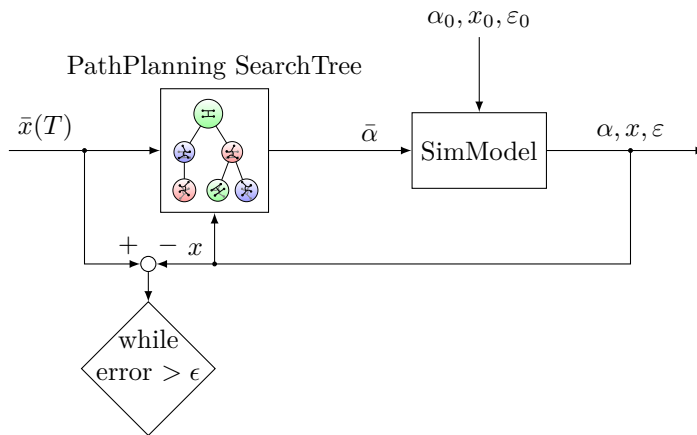 α₀, x₀, ε₀
PathPlanning SearchTree
x̄(T)
ᾱ
SimModel
α, x, ε
+ − x
while
error > ϵ